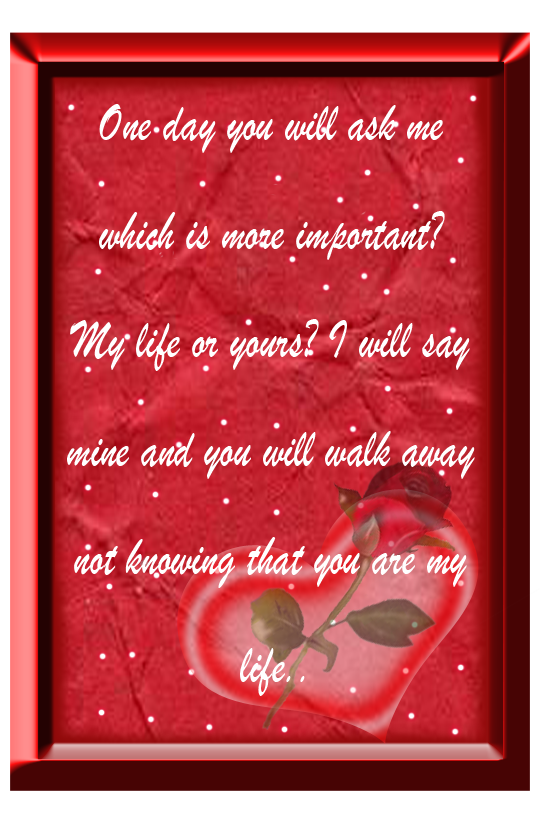 One day you will ask me
which is more important?
My life or yours? I will say
mine and you will walk away
not knowing that you are my
life..